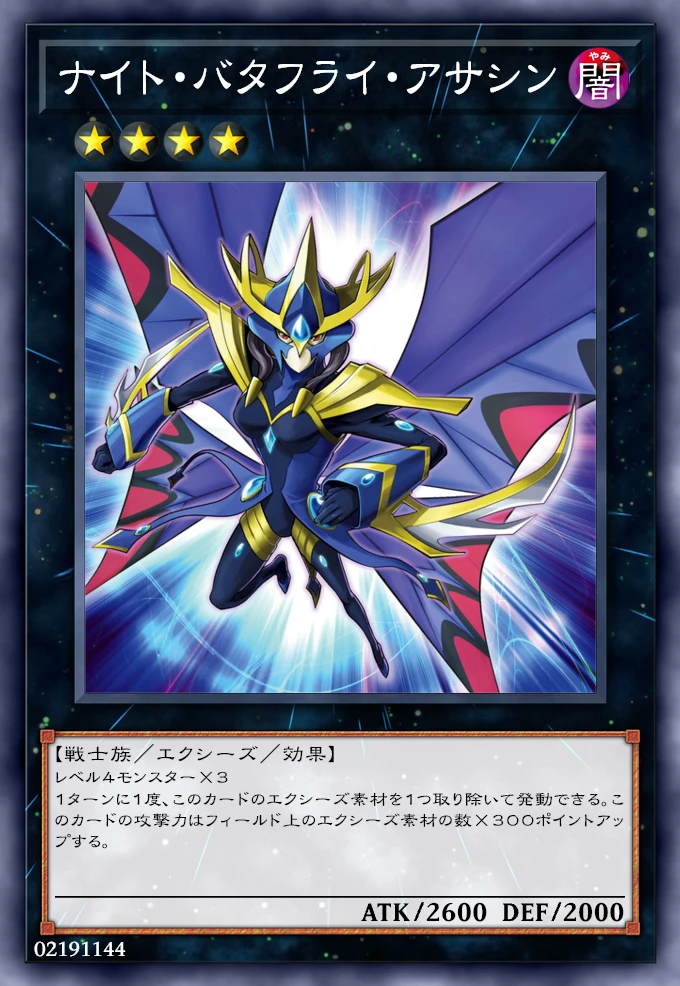 ナイト・バタフライ・アサシン
やみ
闇
【戦士族／エクシーズ／効果】
レベル４モンスター×３
１ターンに１度、このカードのエクシーズ素材を１つ取り除いて発動できる。こ
のカードの攻撃力はフィールド上のエクシーズ素材の数×３００ポイントアッ
プする。
ATK/2600 DEF/2000
02191144